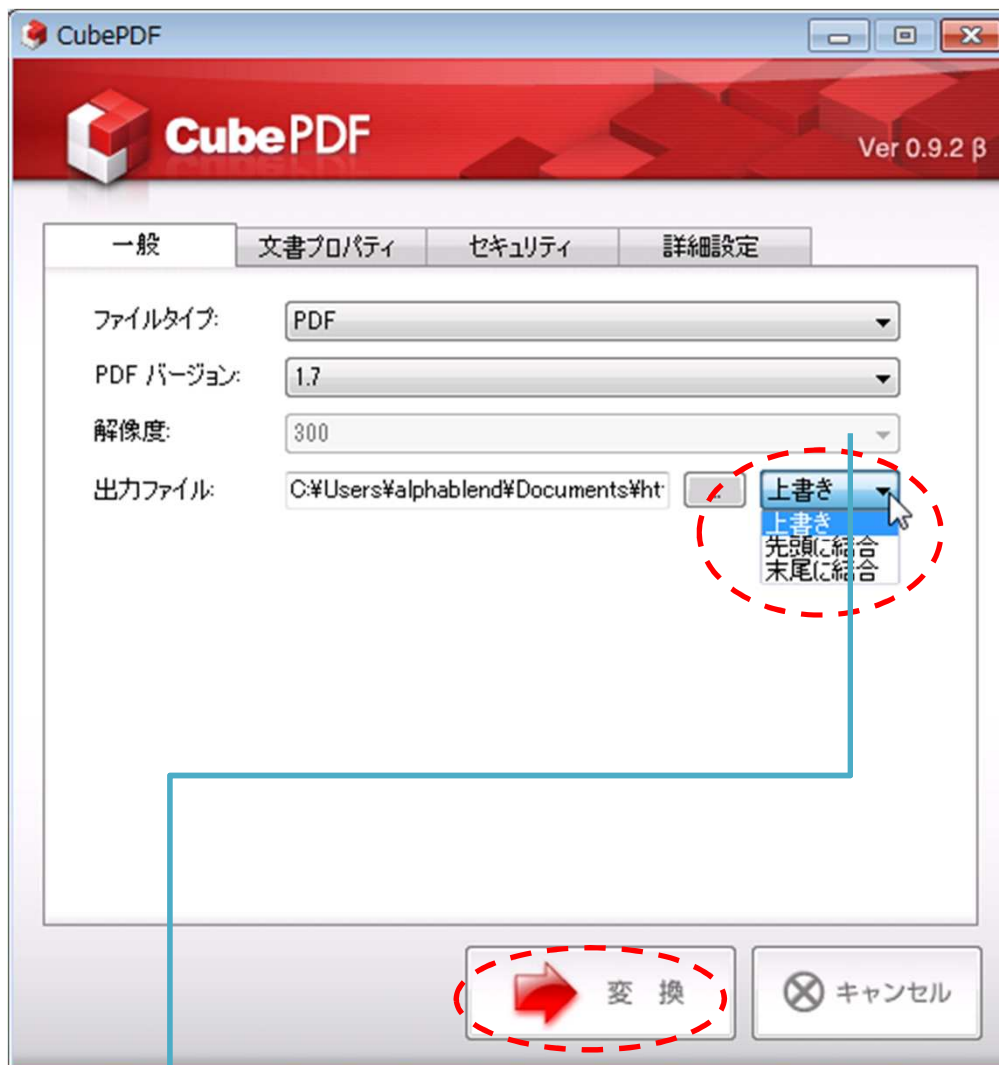 CubePDF
CubePDF
Ver 0.9.2 β
一般 文書プロパティ セキュリティ 詳細設定
ファイルタイプ: PDF
PDF バージョン: 1.7
解像度: 300
出力ファイル: C:¥Users¥alphablend¥Documents¥ht ... 上書き
上書き
先頭に結合
末尾に結合
変 換 キャンセル